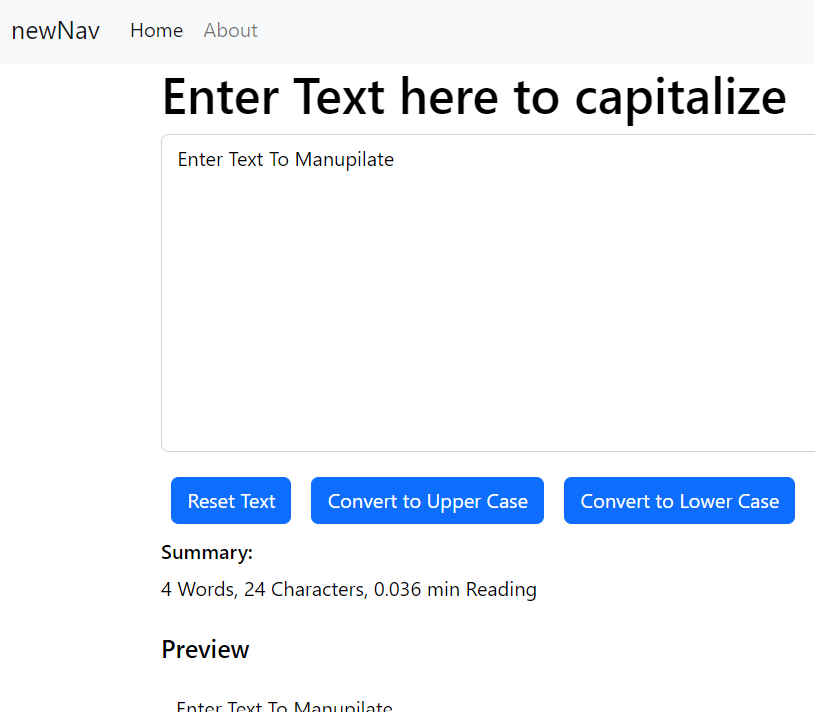 newNav Home About
Enter Text here to capitalize
Enter Text To Manupilate
Reset Text Convert to Upper Case Convert to Lower Case
Summary:
4 Words, 24 Characters, 0.036 min Reading
Preview
Enter Text To Manupilate